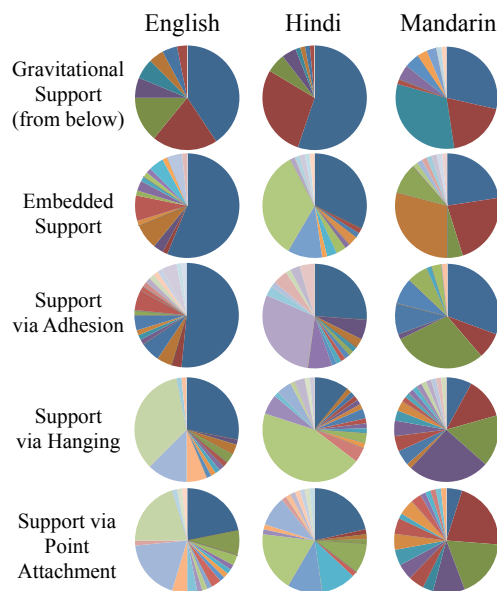 English Hindi Mandarin
Gravitational
Support
(from below)
Embedded
Support
Support
via Adhesion
Support
via Hanging
Support via
Point
Attachment